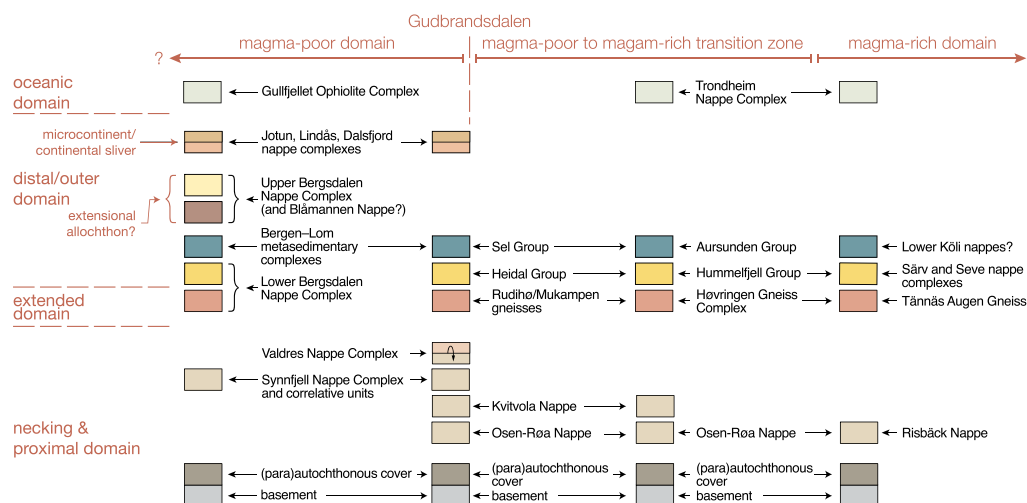 Gudbrandsdalen
magma-poor domain
magma-poor to magam-rich transition zone
magma-rich domain
?
oceanic
domain
Gullfjellet Ophiolite Complex
Trondheim
Nappe Complex
microcontinent/
continental sliver
Jotun, Lindås, Dalsfjord
nappe complexes
distal/outer
domain
extensional
allochthon?
Upper Bergsdalen
Nappe Complex
(and Blåmannen Nappe?)
Bergen–Lom
metasedimentary
complexes
Sel Group
Aursunden Group
Lower Köli nappes?
Lower Bergsdalen
Nappe Complex
Heidal Group
Hummelfjell Group
Särv and Seve nappe
complexes
extended
domain
Rudihø/Mukampen
gneisses
Høvringen Gneiss
Complex
Tännäs Augen Gneiss
Valdres Nappe Complex
Synnfjell Nappe Complex
and correlative units
Kvitvola Nappe
necking &
proximal domain
Osen-Røa Nappe
Osen-Røa Nappe
Risbäck Nappe
(para)autochthonous cover
(para)autochthonous
cover
(para)autochthonous
cover
basement
basement
basement